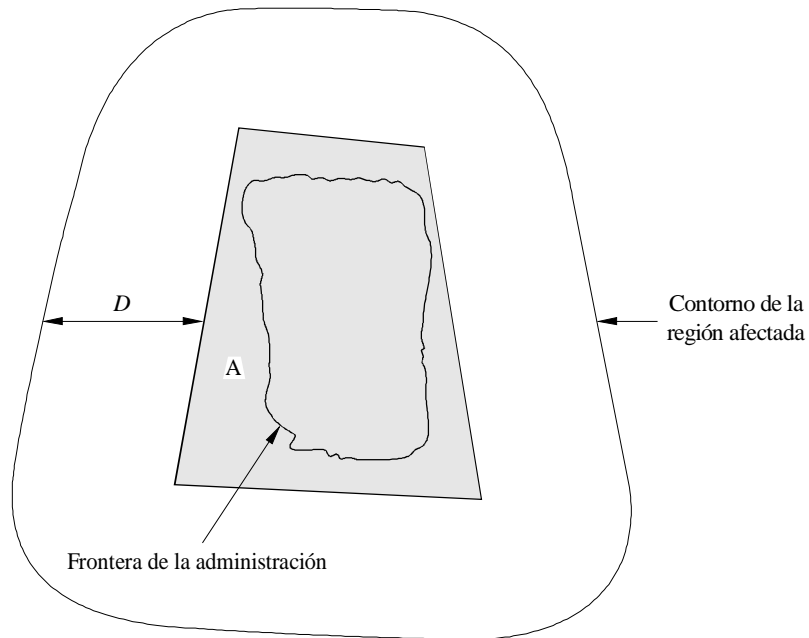 D
Contorno de la
región afectada
A
Frontera de la administración